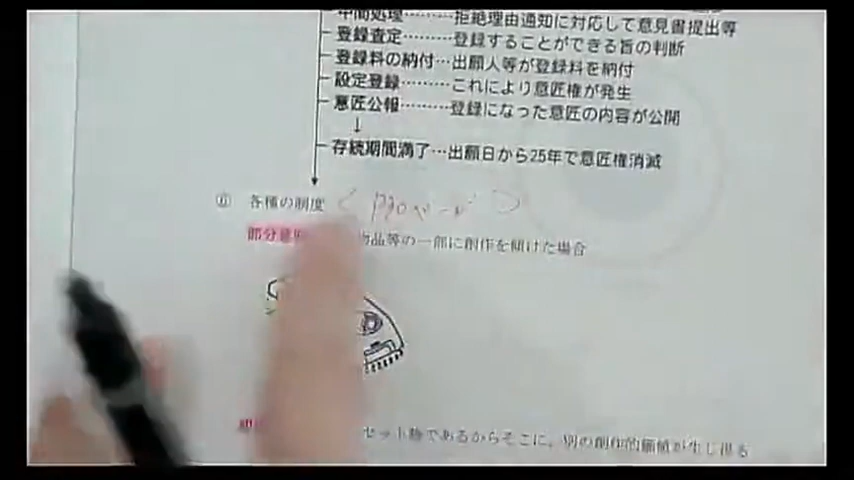 中間処理………拒絶理由通知に対応して意見書提出等
登録査定………登録することができる旨の判断
登録料の納付…出願人等が登録料を納付
設定登録………これにより意匠権が発生
意匠公報………登録になった意匠の内容が公開
↓
存続期間満了…出願日から25年で意匠権消滅
⑪ 各種の制度
部分意 物品等の一部に創作を傾けた場合
セット物であるからそこに、別の創作的価値が生じ得る